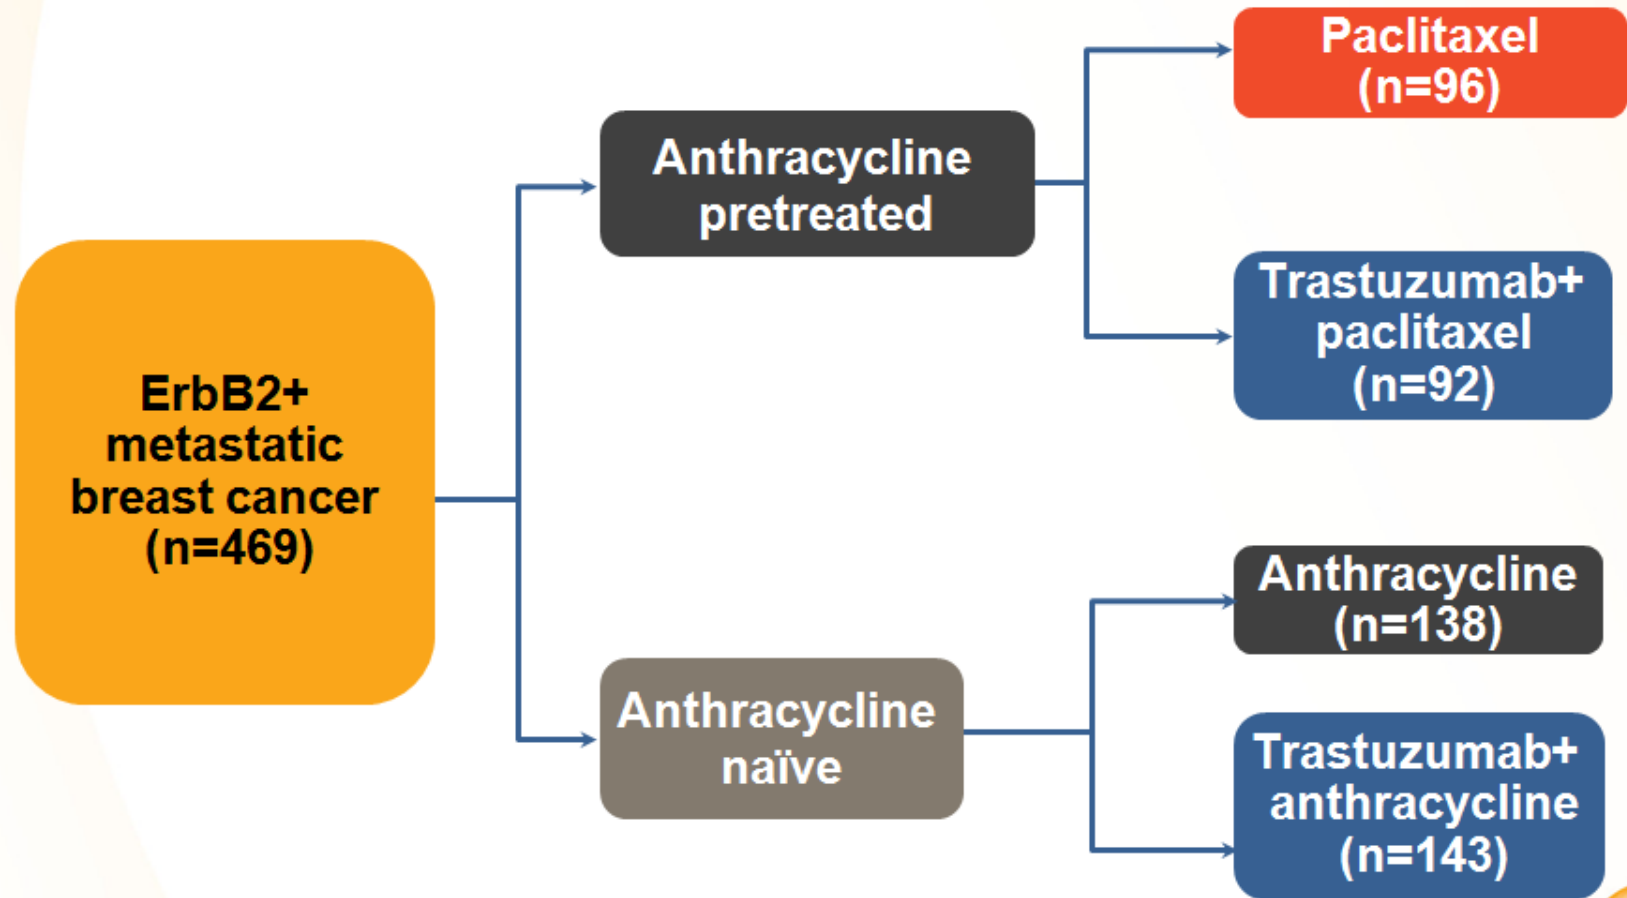 ErbB2+
metastatic
breast cancer
(n=469)
Anthracycline
pretreated
Anthracycline
naïve
Paclitaxel
(n=96)
Trastuzumab+
paclitaxel
(n=92)
Anthracycline
(n=138)
Trastuzumab+
anthracycline
(n=143)